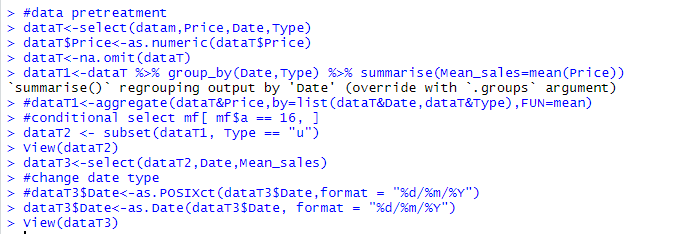 > #data pretreatment
> dataT<-select(datam,Price,Date,Type)
> dataT$Price<-as.numeric(dataT$Price)
> dataT<-na.omit(dataT)
> dataT1<-dataT %>% group_by(Date,Type) %>% summarise(Mean_sales=mean(Price))
`summarise()` regrouping output by 'Date' (override with `.groups` argument)
> #dataT1<-aggregate(dataT&Price,by=list(dataT&Date,dataT&Type),FUN=mean)
> #conditional select mf[ mf$a == 16, ]
> dataT2 <- subset(dataT1, Type == "u")
> View(dataT2)
> dataT3<-select(dataT2,Date,Mean_sales)
> #change date type
> #dataT3$Date<-as.POSIXct(dataT3$Date,format = "%d/%m/%Y")
> dataT3$Date<-as.Date(dataT3$Date, format = "%d/%m/%Y")
> View(dataT3)